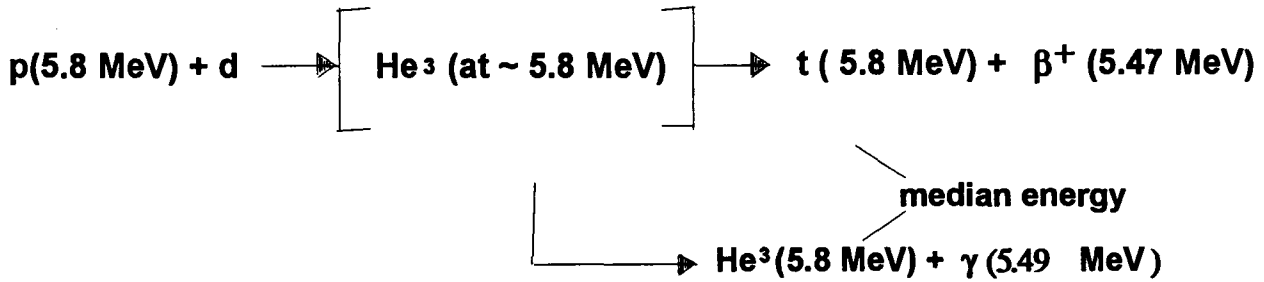 p(5.8 MeV) + d → [ He³ (at ~ 5.8 MeV) ] → t ( 5.8 MeV) + β⁺ (5.47 MeV)
median energy
He³(5.8 MeV) + γ (5.49 MeV)